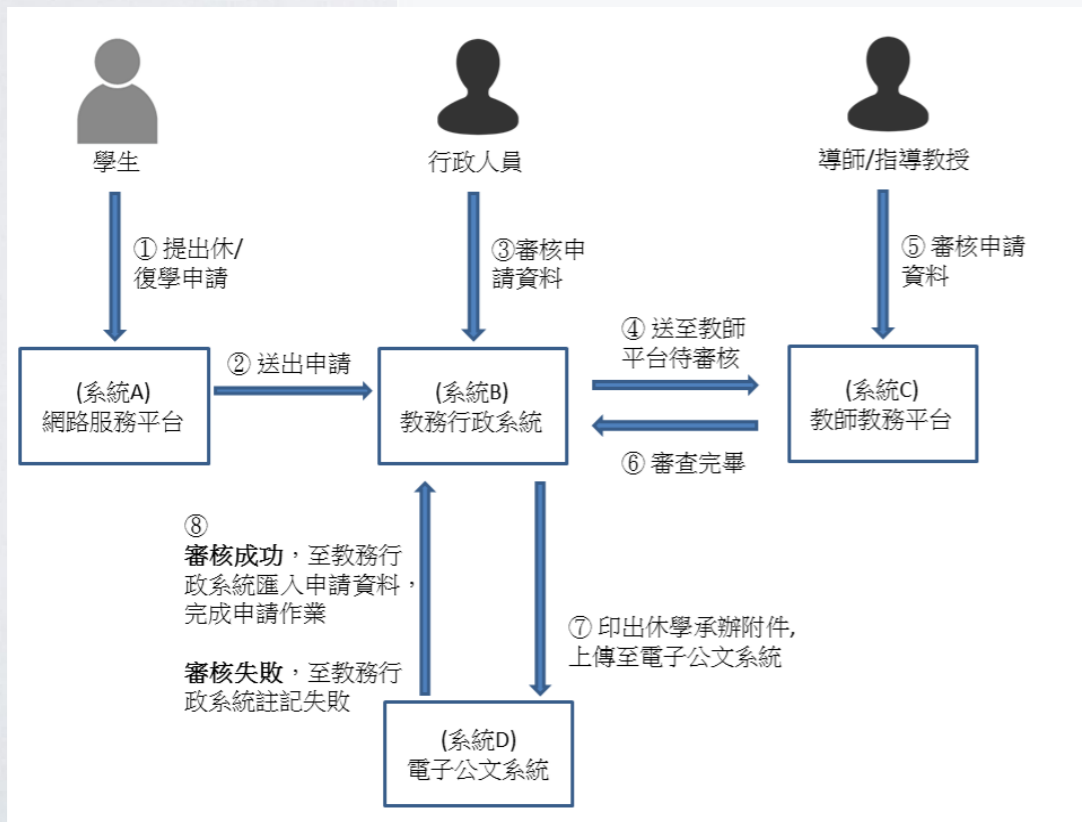 學生
行政人員
導師/指導教授
① 提出休/
復學申請
③審核申
請資料
⑤ 審核申請
資料
② 送出申請
④ 送至教師
平台待審核
(系統A)
網路服務平台
(系統B)
教務行政系統
(系統C)
教師教務平台
⑥ 審查完畢
⑧
審核成功，至教務行
政系統匯入申請資料，
完成申請作業
審核失敗，至教務行
政系統註記失敗
⑦ 印出休學承辦附件,
上傳至電子公文系統
(系統D)
電子公文系統